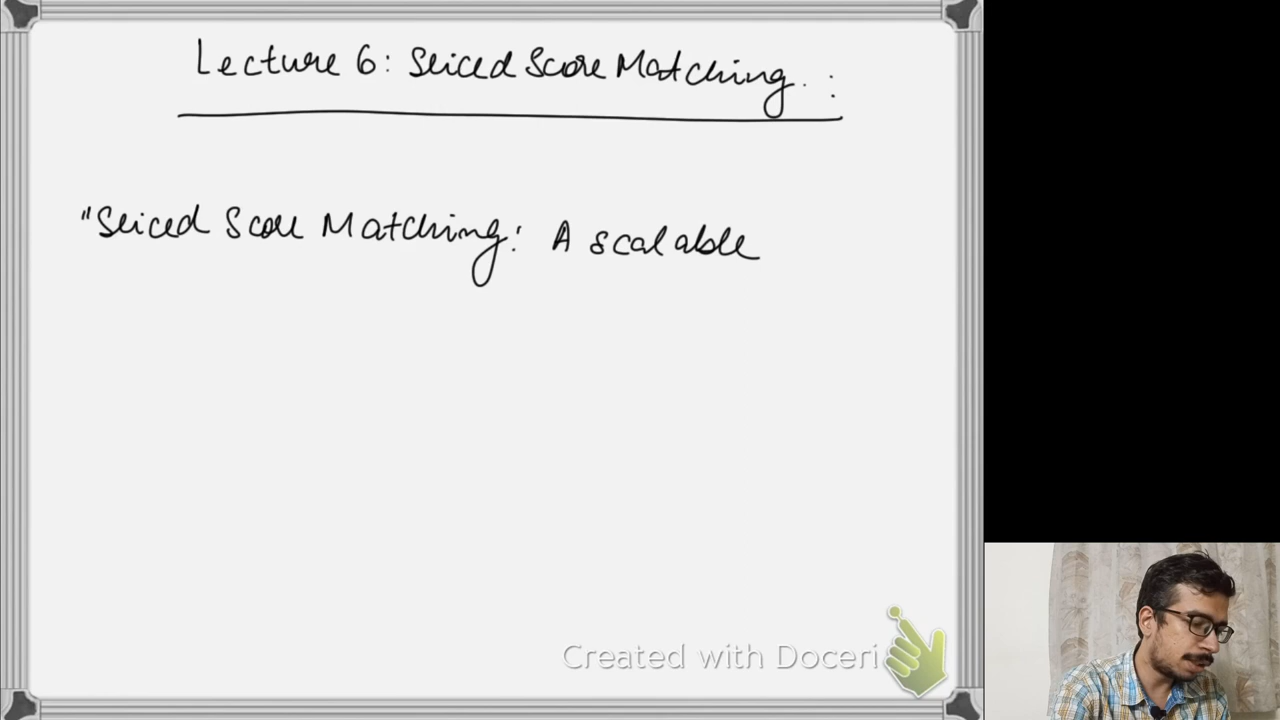 Lecture 6: Sliced Score Matching. :
"Sliced Score Matching: A scalable
Created with Doceri